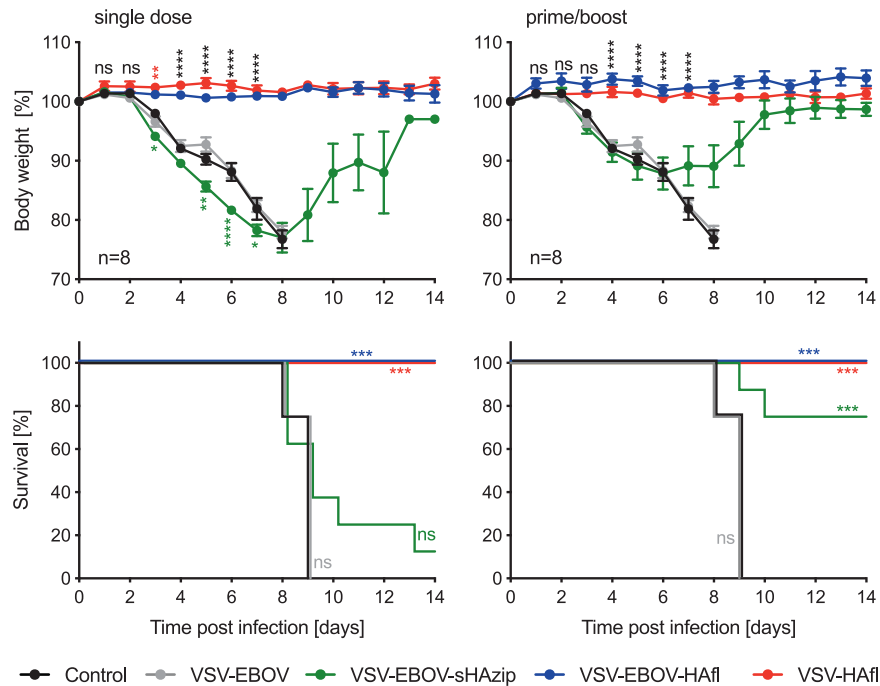 single dose
prime/boost
Body weight [%]
110
100
90
80
70
ns ns ** **** **** **** ****
* ** **** *
n=8
0 2 4 6 8 10 12 14
110
100
90
80
70
ns ns ns **** **** **** ****
n=8
0 2 4 6 8 10 12 14
Survival [%]
100
80
60
40
20
0
***
***
ns
ns
0 2 4 6 8 10 12 14
Time post infection [days]
100
80
60
40
20
0
***
***
***
ns
0 2 4 6 8 10 12 14
Time post infection [days]
Control VSV-EBOV VSV-EBOV-sHAzip VSV-EBOV-HAfl VSV-HAfl